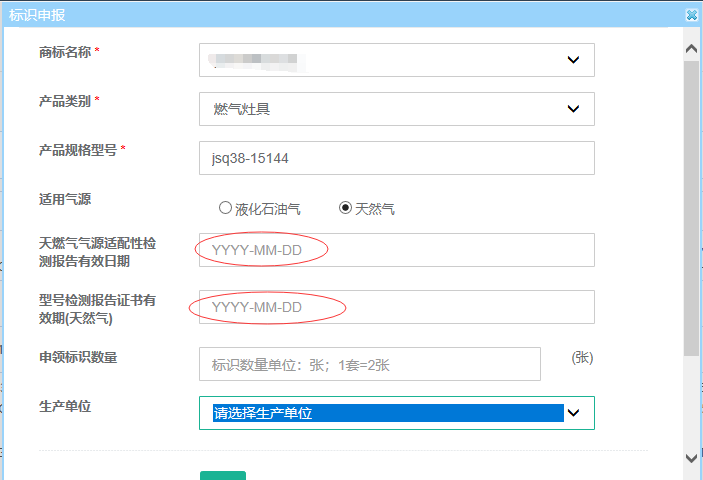 标识申报
商标名称 *
产品类别 *
燃气灶具
产品规格型号 *
jsq38-15144
适用气源
液化石油气 天然气
天燃气气源适配性检
测报告有效日期
YYYY-MM-DD
型号检测报告证书有
效期(天然气)
YYYY-MM-DD
申领标识数量
标识数量单位：张；1套=2张
(张)
生产单位
请选择生产单位